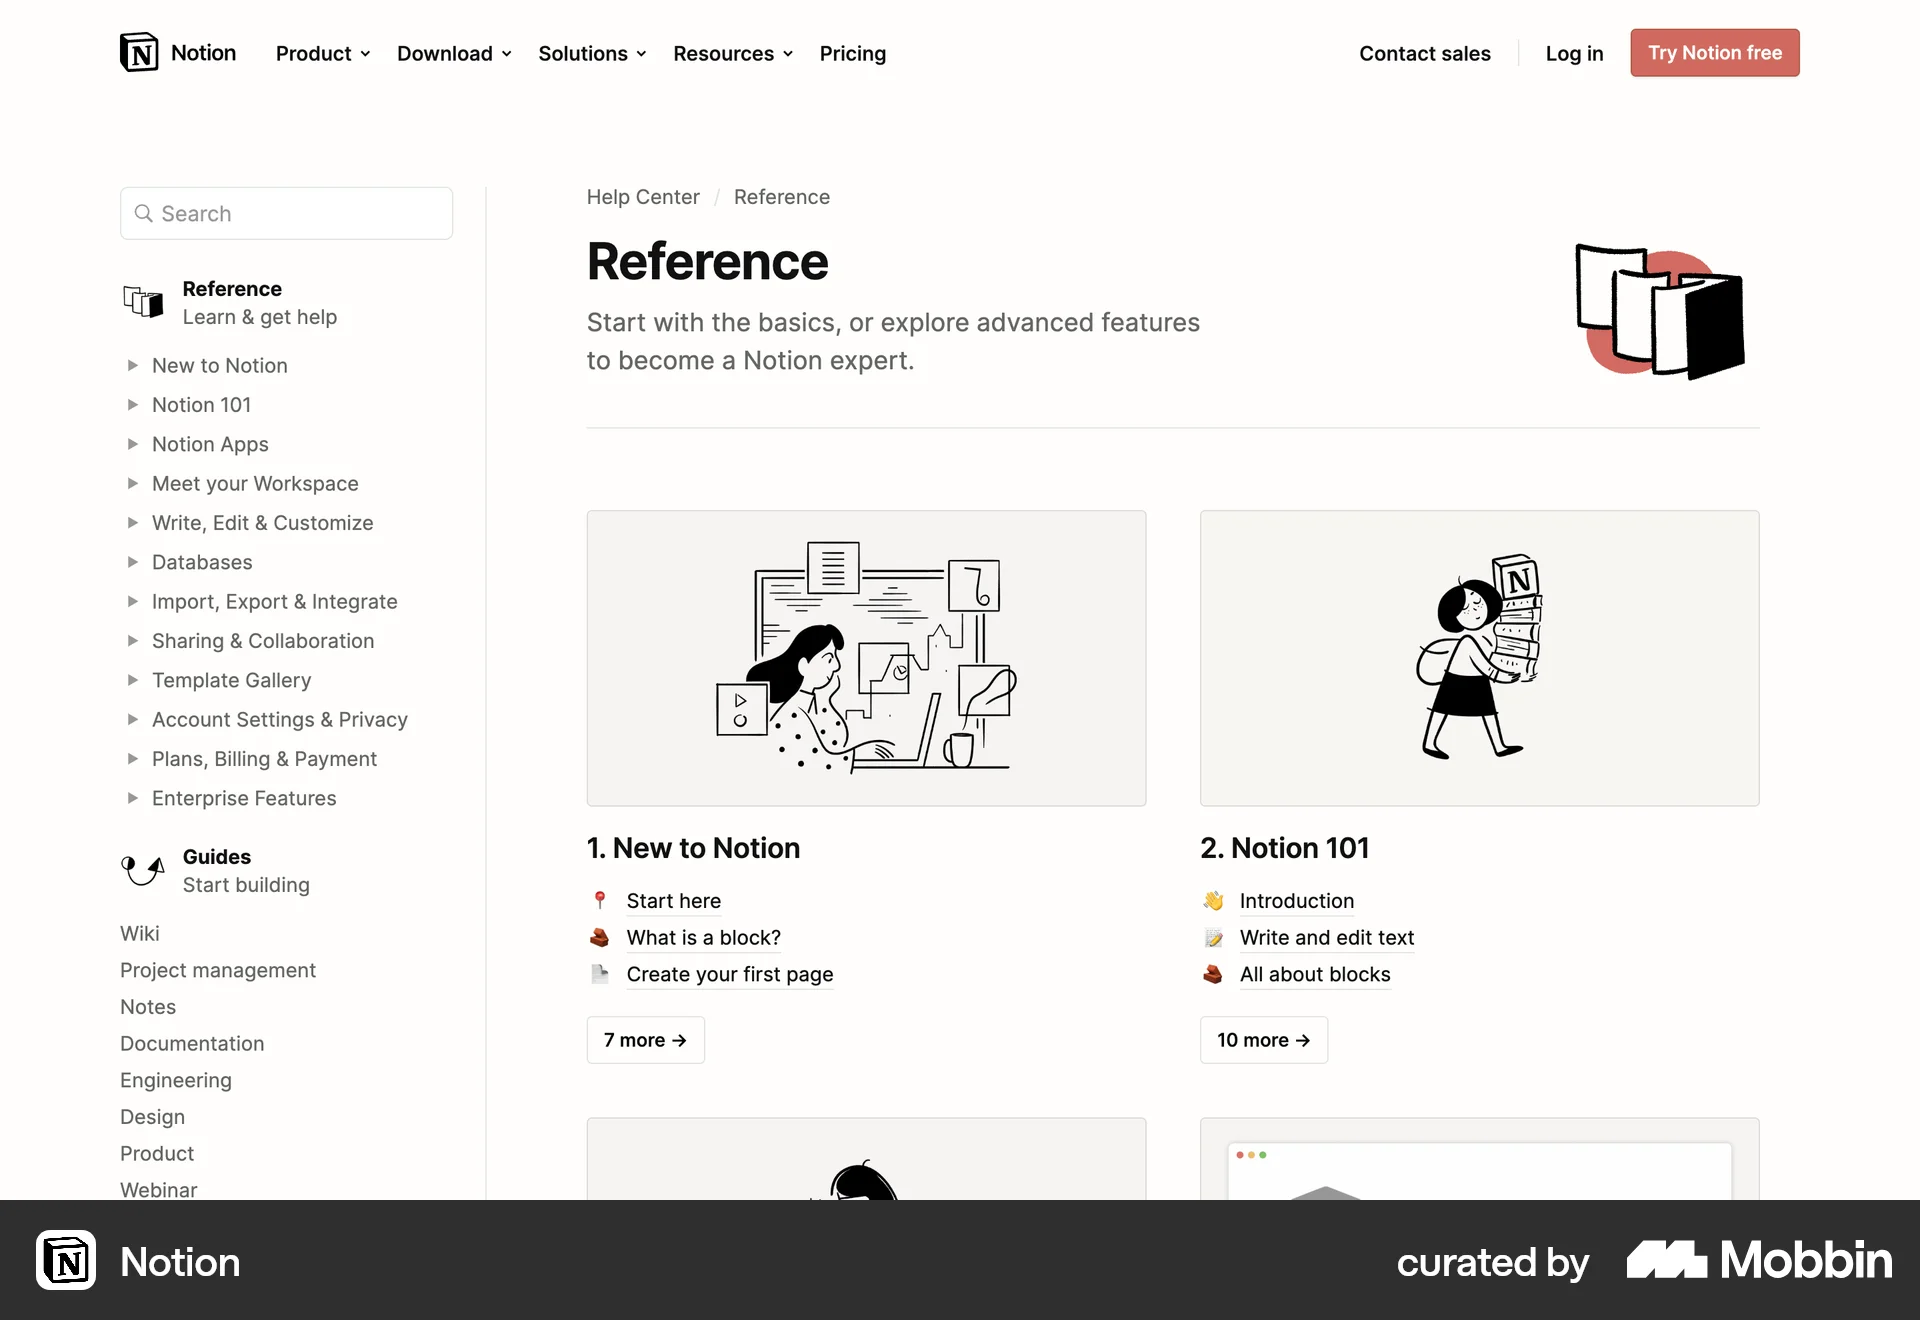 Notion
Product
Download
Solutions
Resources
Pricing
Contact sales
Log in
Try Notion free
Search
Reference
Learn & get help
New to Notion
Notion 101
Notion Apps
Meet your Workspace
Write, Edit & Customize
Databases
Import, Export & Integrate
Sharing & Collaboration
Template Gallery
Account Settings & Privacy
Plans, Billing & Payment
Enterprise Features
Guides
Start building
Wiki
Project management
Notes
Documentation
Engineering
Design
Product
Webinar
Help Center / Reference
Reference
Start with the basics, or explore advanced features
to become a Notion expert.
N
1. New to Notion
Start here
What is a block?
Create your first page
7 more →
2. Notion 101
Introduction
Write and edit text
All about blocks
10 more →
Notion
curated by Mobbin